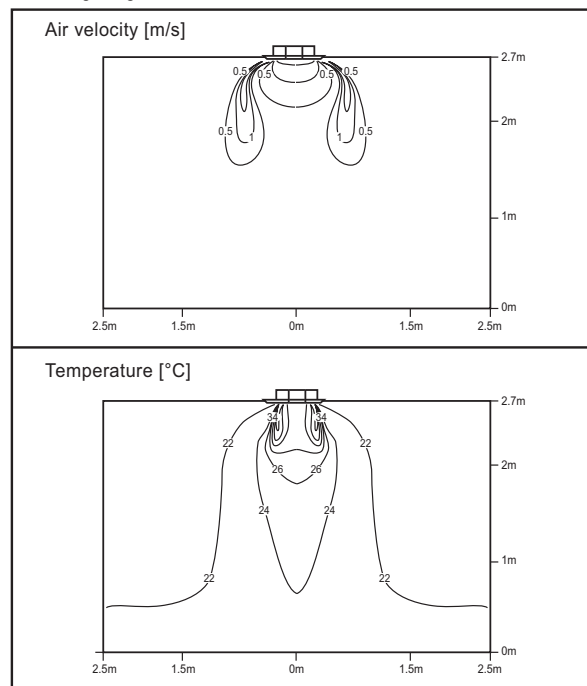 Air velocity [m/s]
2.7m
0.5 0.5 0.5 0.5
2m
0.5 1 1 0.5
1m
0m
2.5m 1.5m 0m 1.5m 2.5m
Temperature [°C]
2.7m
34 34
22 22
26 26
2m
24 24
1m
22 22
0m
2.5m 1.5m 0m 1.5m 2.5m